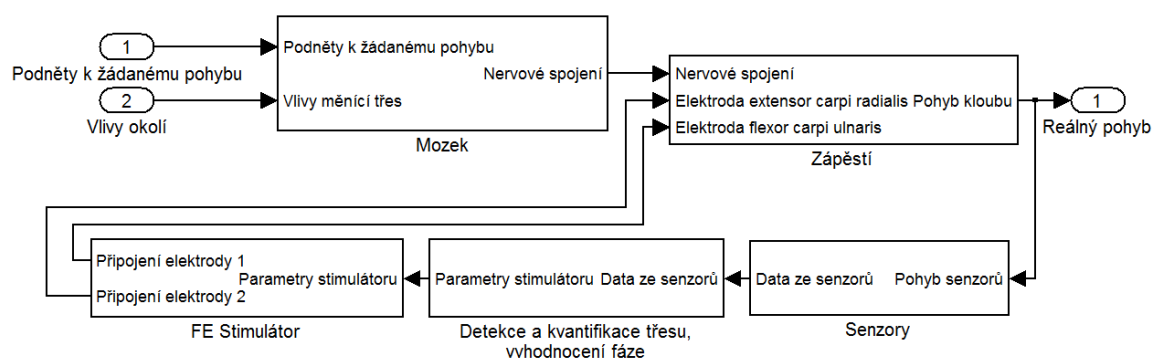 1
Podněty k žádanému pohybu
2
Vlivy okolí
Podněty k žádanému pohybu
Nervové spojení
Vlivy měnící třes
Mozek
Nervové spojení
Elektroda extensor carpi radialis Pohyb kloubu
Elektroda flexor carpi ulnaris
Zápěstí
1
Reálný pohyb
Připojení elektrody 1
Parametry stimulátoru
Připojení elektrody 2
FE Stimulátor
Parametry stimulátoru Data ze senzorů
Detekce a kvantifikace třesu,
vyhodnocení fáze
Data ze senzorů Pohyb senzorů
Senzory